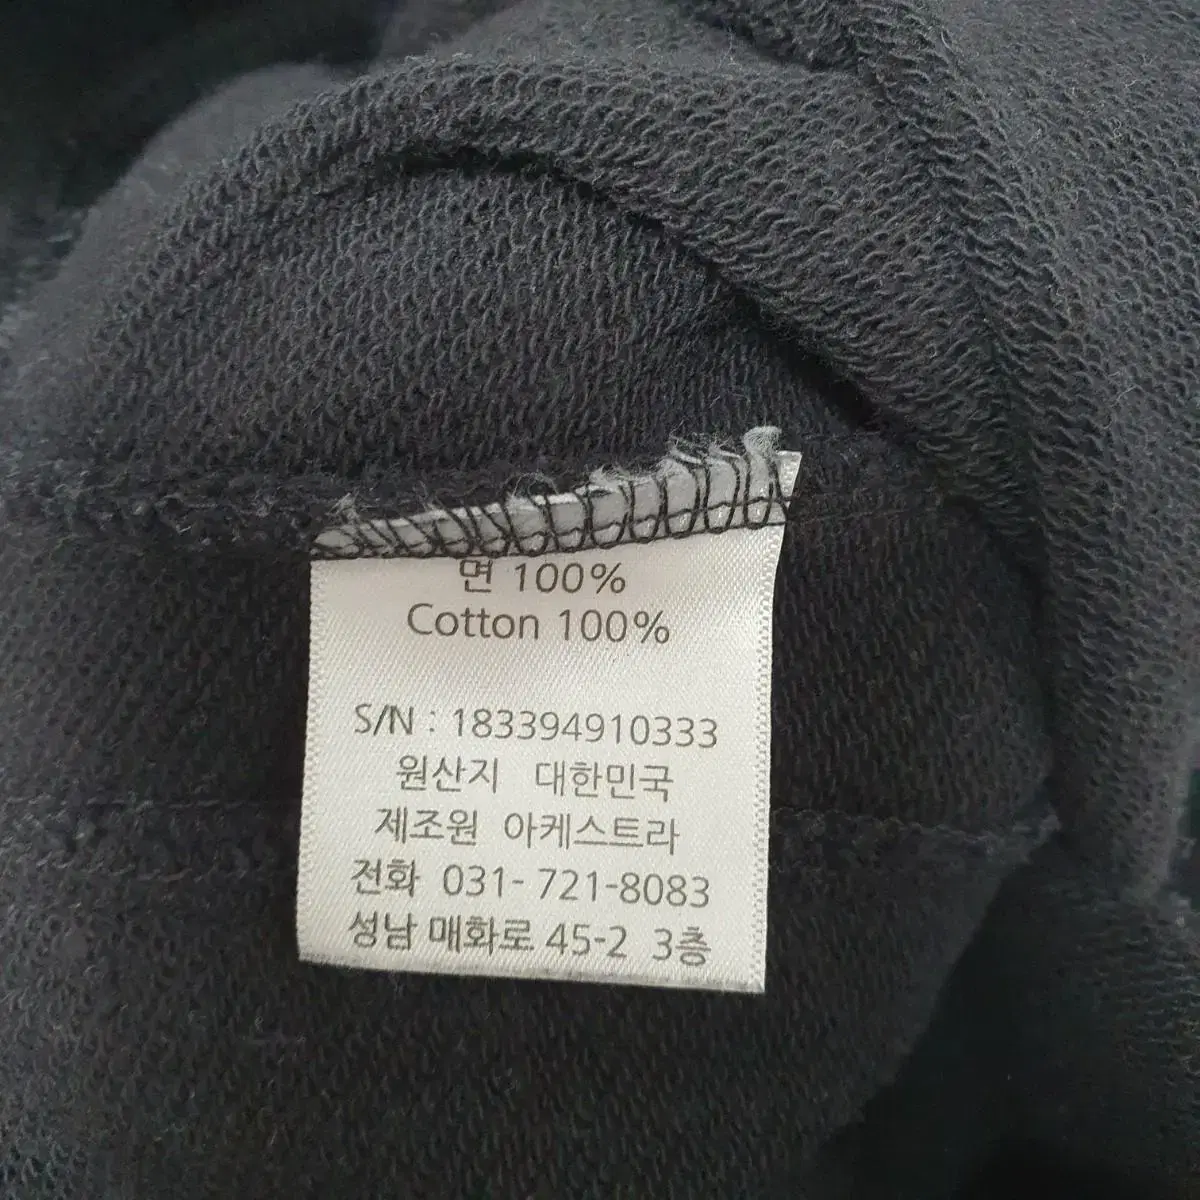 면 100%
Cotton 100%
S/N : 183394910333
원산지 대한민국
제조원 아케스트라
전화 031- 721-8083
성남 매화로 45-2 3층